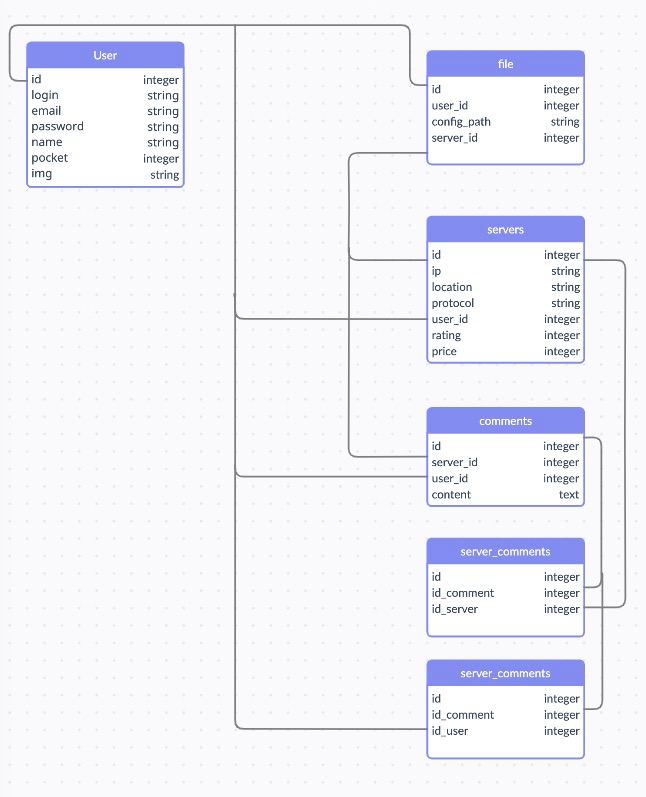 User
id integer
login string
email string
password string
name string
pocket integer
img string
file
id integer
user_id integer
config_path string
server_id integer
servers
id integer
ip string
location string
protocol string
user_id integer
rating integer
price integer
comments
id integer
server_id integer
user_id integer
content text
server_comments
id integer
id_comment integer
id_server integer
server_comments
id integer
id_comment integer
id_user integer